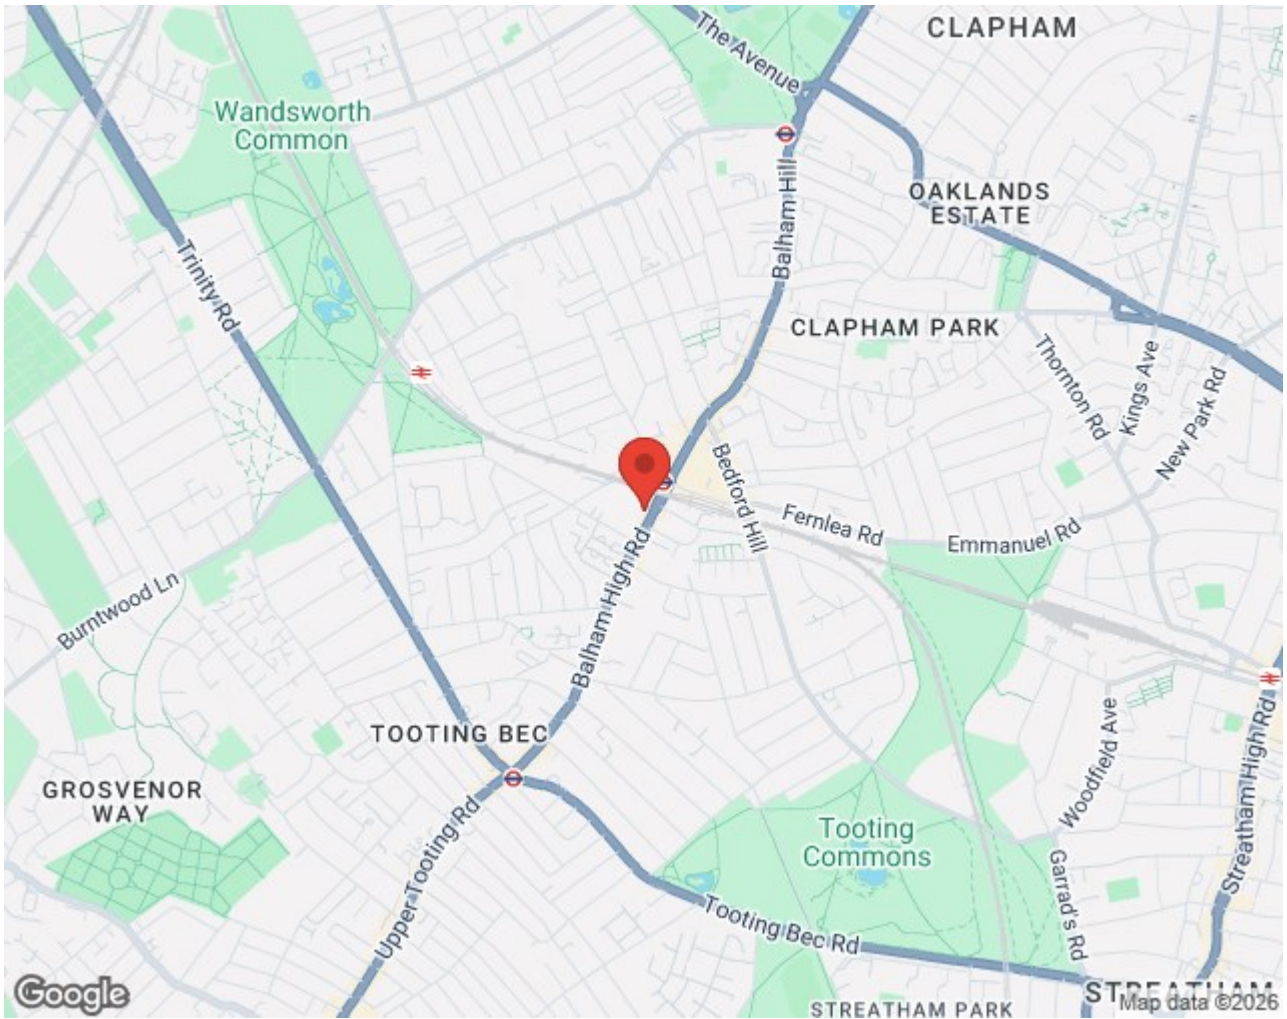 The Avenue
CLAPHAM
Wandsworth
Common
Balham Hill
OAKLANDS
ESTATE
Trinity Rd
CLAPHAM PARK
Thornton Rd
Kings Ave
New Park Rd
Bedford Hill
Fernlea Rd
Emmanuel Rd
Balham High Rd
Burntwood Ln
TOOTING BEC
GROSVENOR
WAY
Woodfield Ave
Streatham High Rd
Upper Tooting Rd
Tooting
Commons
Garrad's Rd
Tooting Bec Rd
STREATHAM
STREATHAM PARK
Google
Map data ©2026